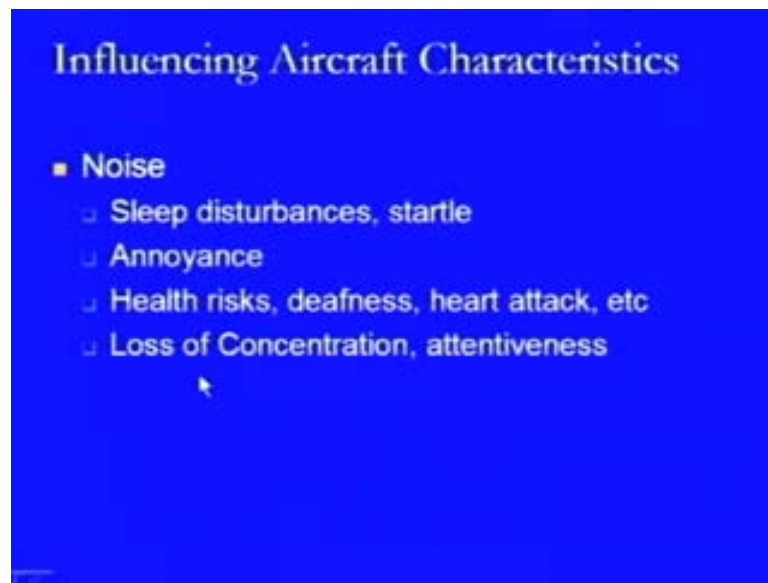 Influencing Aircraft Characteristics
Noise
Sleep disturbances, startle
Annoyance
Health risks, deafness, heart attack, etc
Loss of Concentration, attentiveness